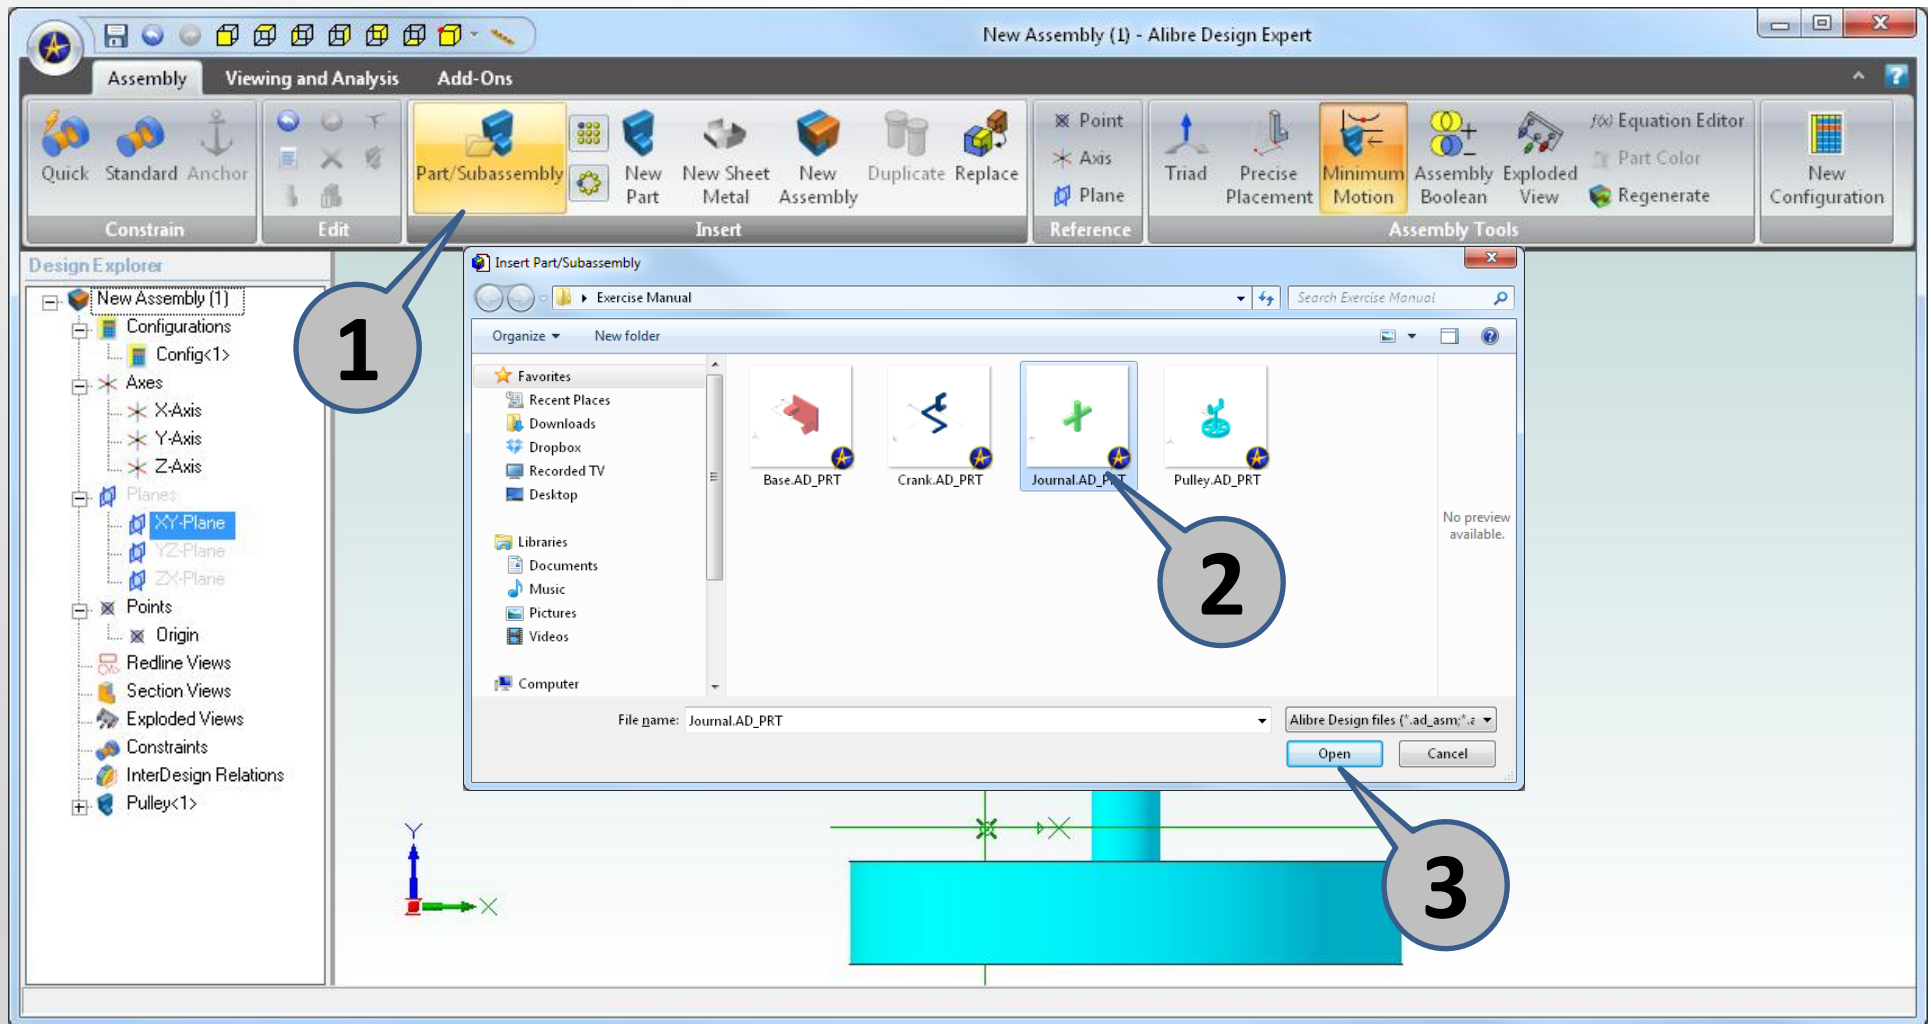 New Assembly (1) - Alibre Design Expert
Assembly
Viewing and Analysis
Add-Ons
Quick
Standard
Anchor
Constrain
Edit
Part/Subassembly
New
Part
New Sheet
Metal
New
Assembly
Duplicate
Replace
Insert
Point
Axis
Plane
Reference
Triad
Precise
Placement
Minimum
Motion
Assembly
Boolean
Exploded
View
f(x) Equation Editor
Part Color
Regenerate
Assembly Tools
New
Configuration
Design Explorer
New Assembly (1)
Configurations
Config<1>
Axes
X-Axis
Y-Axis
Z-Axis
Planes
XY-Plane
YZ-Plane
ZX-Plane
Points
Origin
Redline Views
Section Views
Exploded Views
Constraints
InterDesign Relations
Pulley<1>
1
Insert Part/Subassembly
Exercise Manual
Search Exercise Manual
Organize
New folder
Favorites
Recent Places
Downloads
Dropbox
Recorded TV
Desktop
Libraries
Documents
Music
Pictures
Videos
Computer
Base.AD_PRT
Crank.AD_PRT
Journal.AD_PRT
Pulley.AD_PRT
No preview
available.
2
File name:
Journal.AD_PRT
Alibre Design files (*.ad_asm;*.a
Open
Cancel
3
Y
X
X